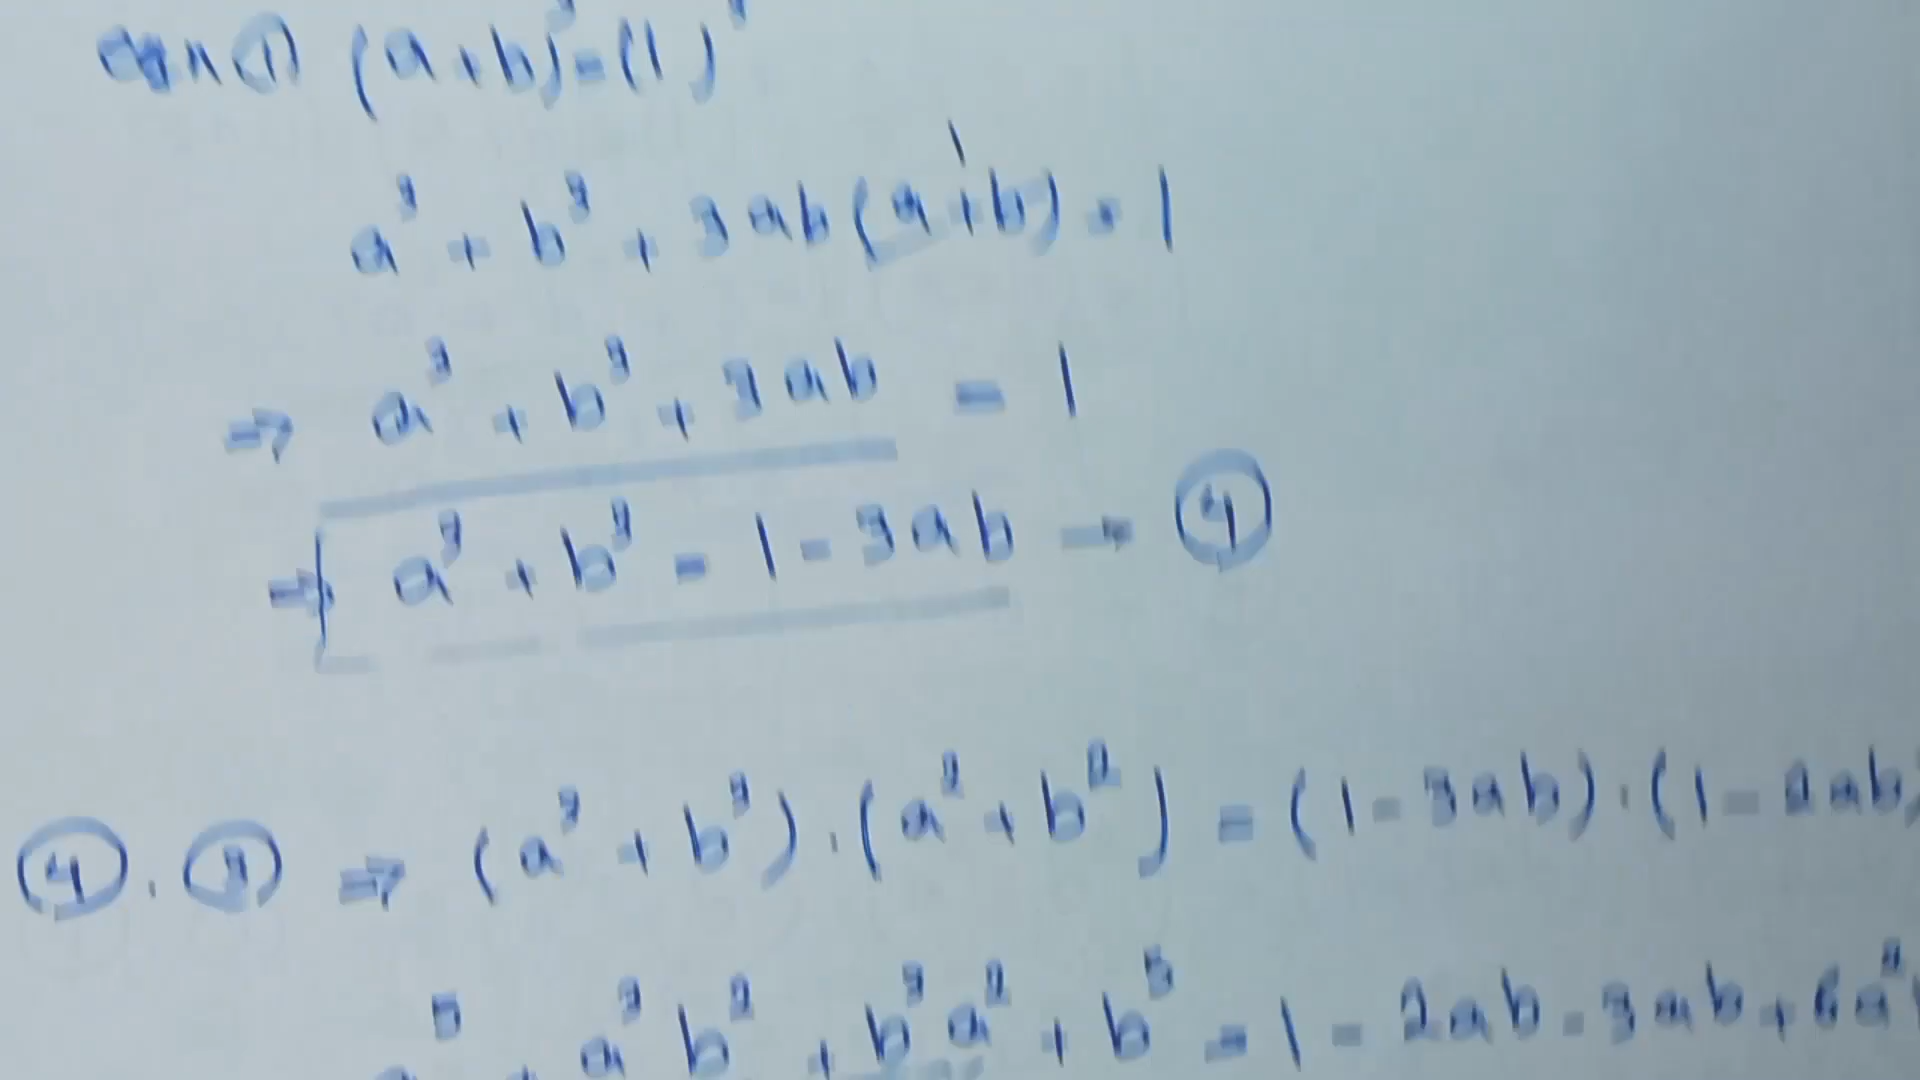 eqn ① (a+b)³=(1)³
1
a³ + b³ + 3ab(a+b) = 1
⇒ a³ + b³ + 3ab = 1
⇒ a³ + b³ = 1 - 3ab → ④
④ . ③ ⇒ (a³ + b³) . (a² + b²) = (1 - 3ab) . (1 - 2ab)
a⁵ + a³b² + b³a² + b⁵ = 1 - 2ab - 3ab + 6a²